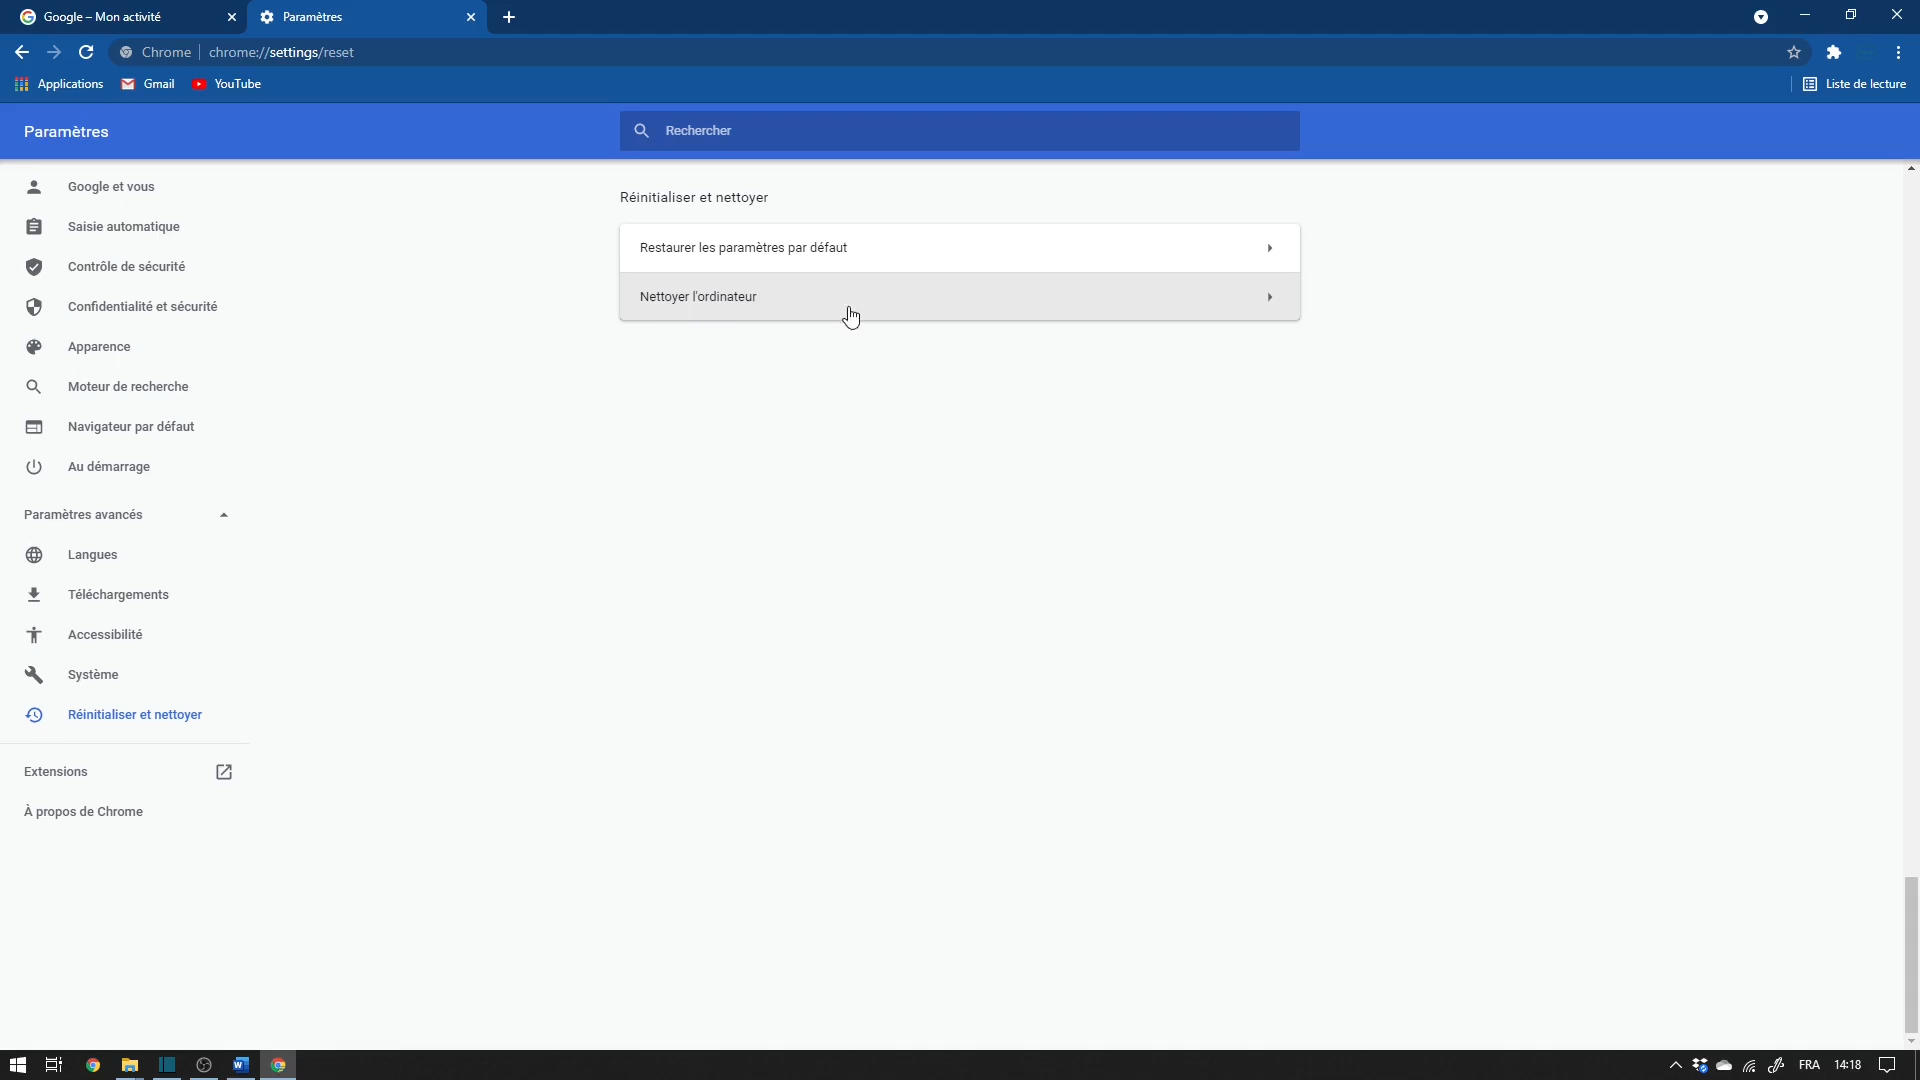 Google – Mon activité
Paramètres
Chrome
chrome://settings/reset
Applications
Gmail
YouTube
Liste de lecture
Paramètres
Rechercher
Google et vous
Saisie automatique
Contrôle de sécurité
Confidentialité et sécurité
Apparence
Moteur de recherche
Navigateur par défaut
Au démarrage
Paramètres avancés
Langues
Téléchargements
Accessibilité
Système
Réinitialiser et nettoyer
Extensions
À propos de Chrome
Réinitialiser et nettoyer
Restaurer les paramètres par défaut
Nettoyer l'ordinateur
FRA
14:18